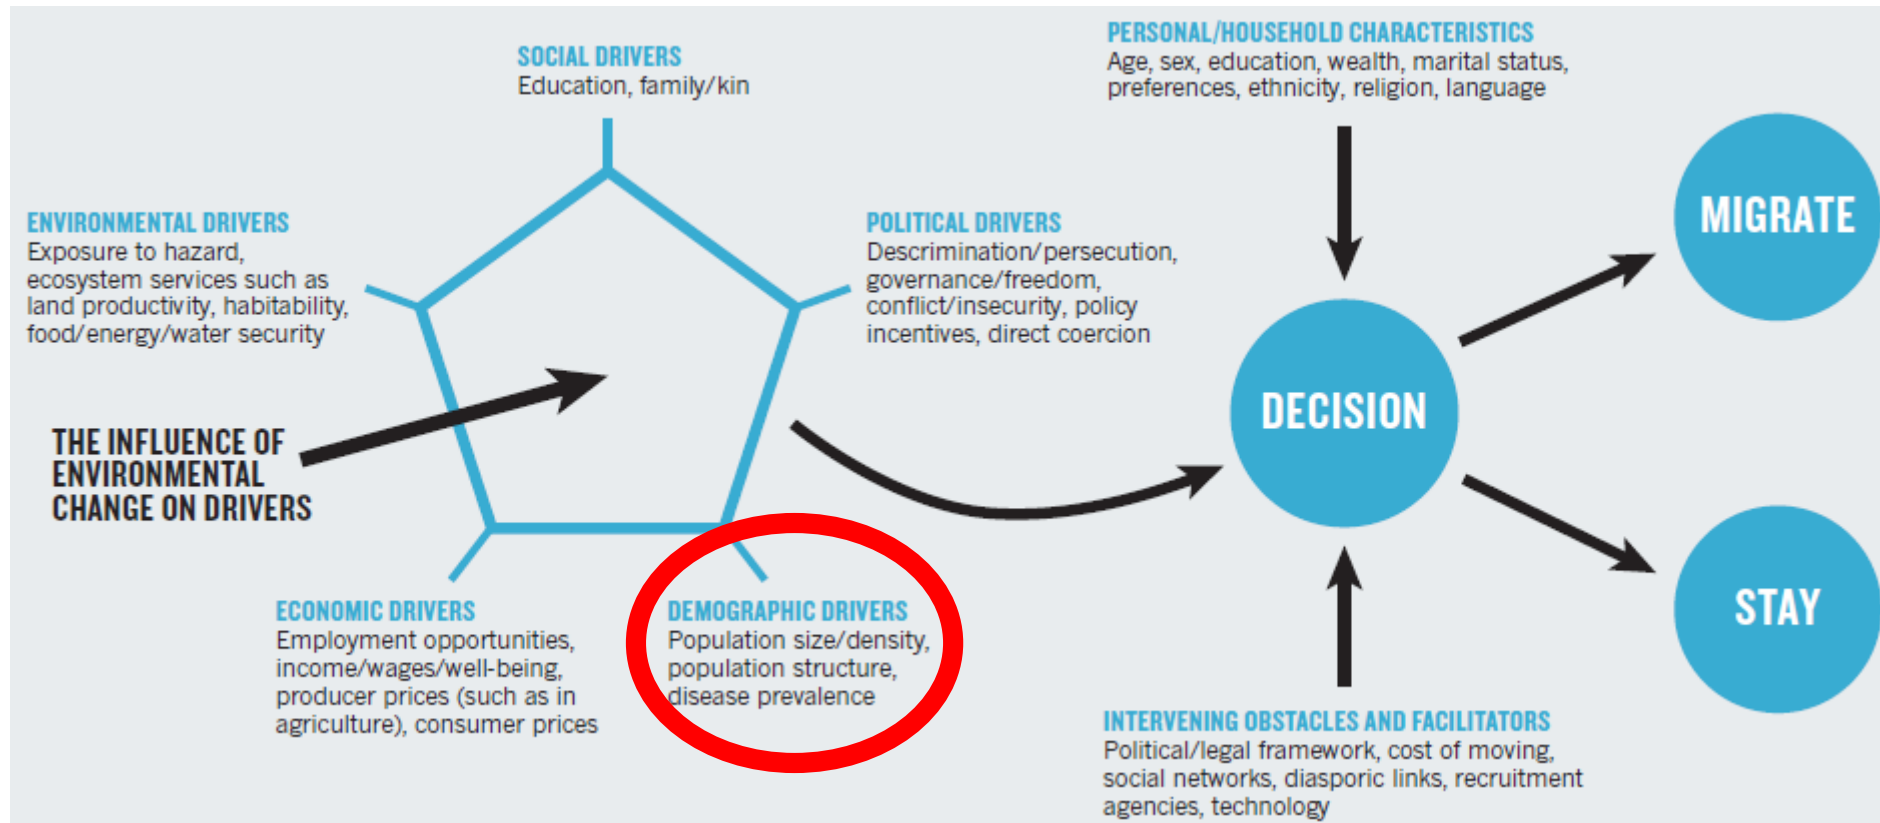 SOCIAL DRIVERS
Education, family/kin
ENVIRONMENTAL DRIVERS
Exposure to hazard,
ecosystem services such as
land productivity, habitability,
food/energy/water security
POLITICAL DRIVERS
Descrimination/persecution,
governance/freedom,
conflict/insecurity, policy
incentives, direct coercion
THE INFLUENCE OF
ENVIRONMENTAL
CHANGE ON DRIVERS
ECONOMIC DRIVERS
Employment opportunities,
income/wages/well-being,
producer prices (such as in
agriculture), consumer prices
DEMOGRAPHIC DRIVERS
Population size/density,
population structure,
disease prevalence
PERSONAL/HOUSEHOLD CHARACTERISTICS
Age, sex, education, wealth, marital status,
preferences, ethnicity, religion, language
DECISION
INTERVENING OBSTACLES AND FACILITATORS
Political/legal framework, cost of moving,
social networks, diasporic links, recruitment
agencies, technology
MIGRATE
STAY